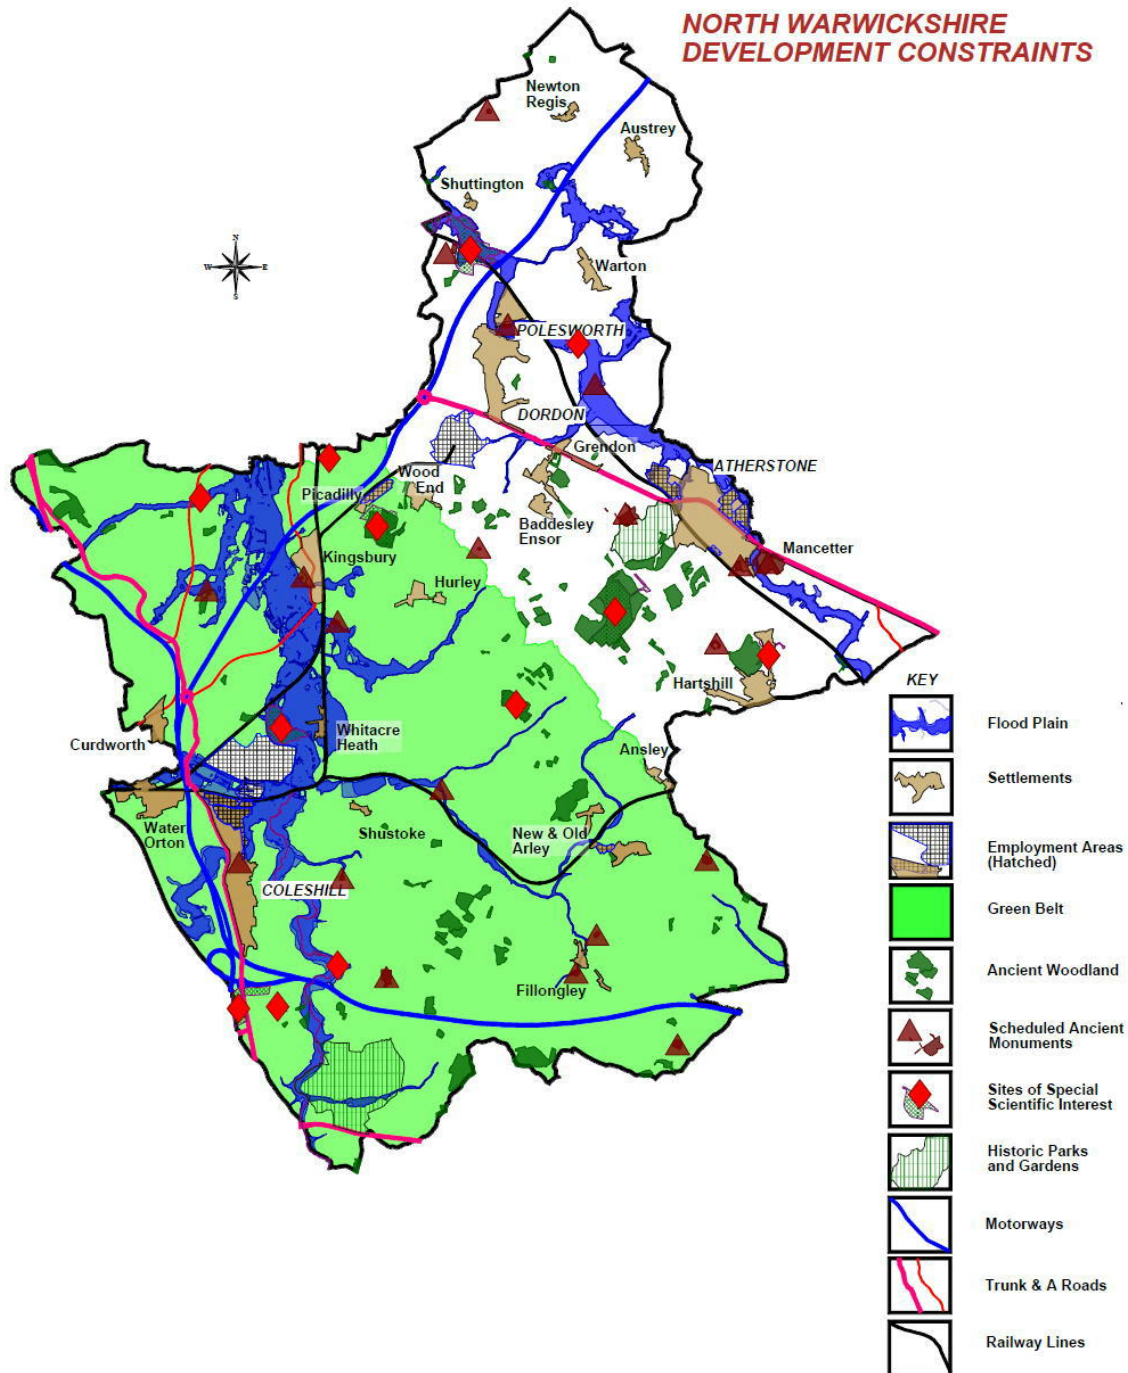 NORTH WARWICKSHIRE
DEVELOPMENT CONSTRAINTS
Newton
Regis
Austrey
Shuttington
N
W
E
S
Warton
POLESWORTH
DORDON
Grendon
ATHERSTONE
Wood
End
Picadilly
Baddesley
Ensor
Kingsbury
Mancetter
Hurley
Hartshill
Curdworth
Whitacre
Heath
Ansley
Water
Orton
Shustoke
New & Old
Arley
COLESHILL
Fillongley
KEY
Flood Plain
Settlements
Employment Areas
(Hatched)
Green Belt
Ancient Woodland
Scheduled Ancient
Monuments
Sites of Special
Scientific Interest
Historic Parks
and Gardens
Motorways
Trunk & A Roads
Railway Lines